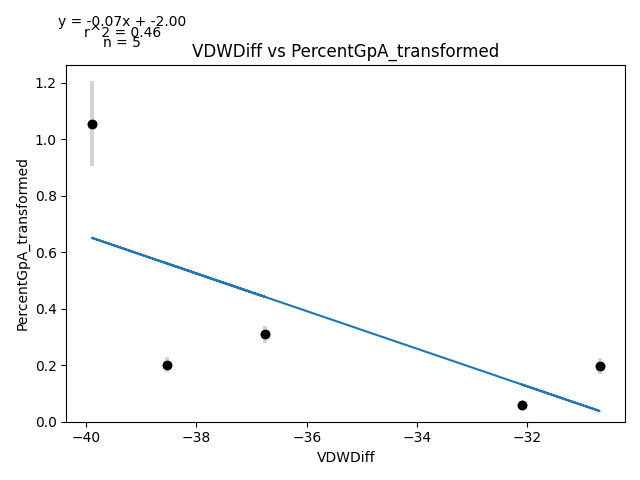 y = -0.07x + -2.00
r^2 = 0.46
n = 5
VDWDiff vs PercentGpA_transformed
1.2
1.0
0.8
0.6
0.4
0.2
0.0
PercentGpA_transformed
−40
−38
−36
−34
−32
VDWDiff